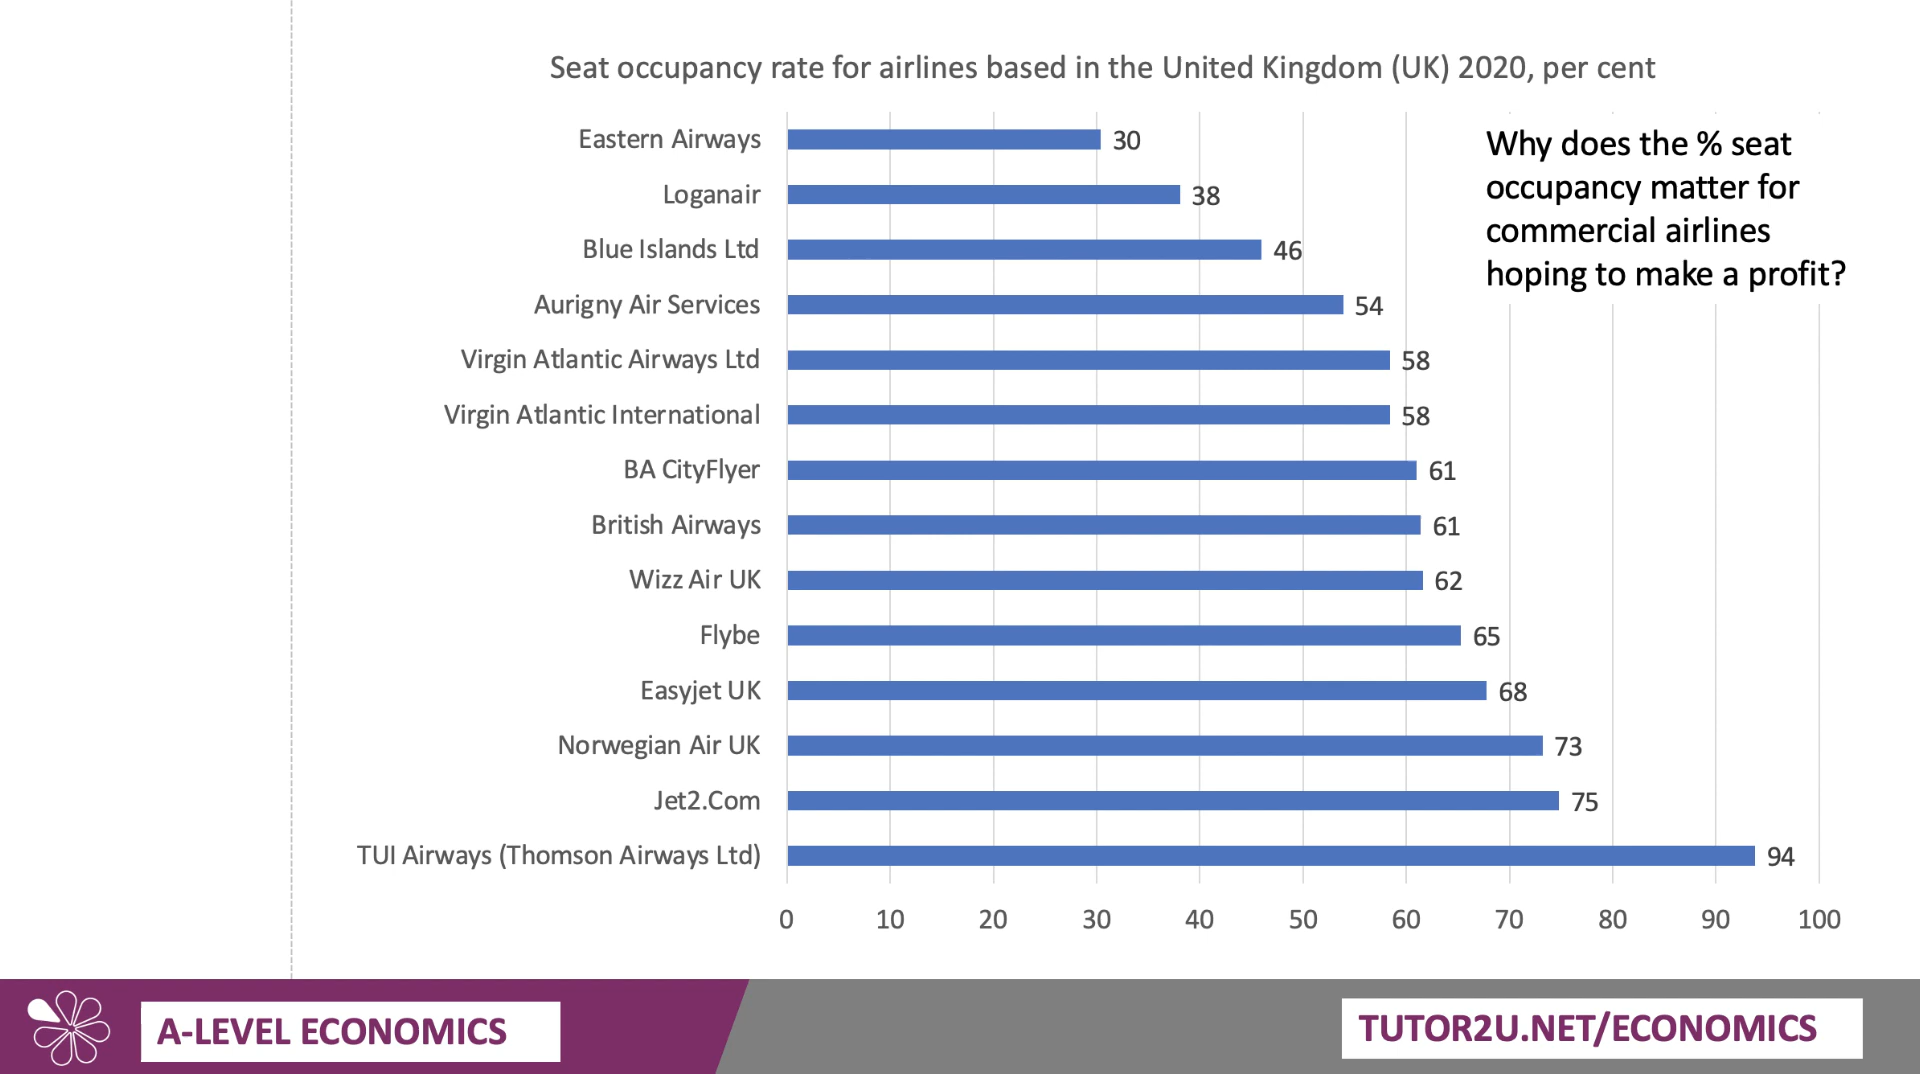 Seat occupancy rate for airlines based in the United Kingdom (UK) 2020, per cent
Why does the % seat
occupancy matter for
commercial airlines
hoping to make a profit?
Eastern Airways 30
Loganair 38
Blue Islands Ltd 46
Aurigny Air Services 54
Virgin Atlantic Airways Ltd 58
Virgin Atlantic International 58
BA CityFlyer 61
British Airways 61
Wizz Air UK 62
Flybe 65
Easyjet UK 68
Norwegian Air UK 73
Jet2.Com 75
TUI Airways (Thomson Airways Ltd) 94
0 10 20 30 40 50 60 70 80 90 100
A-LEVEL ECONOMICS
TUTOR2U.NET/ECONOMICS